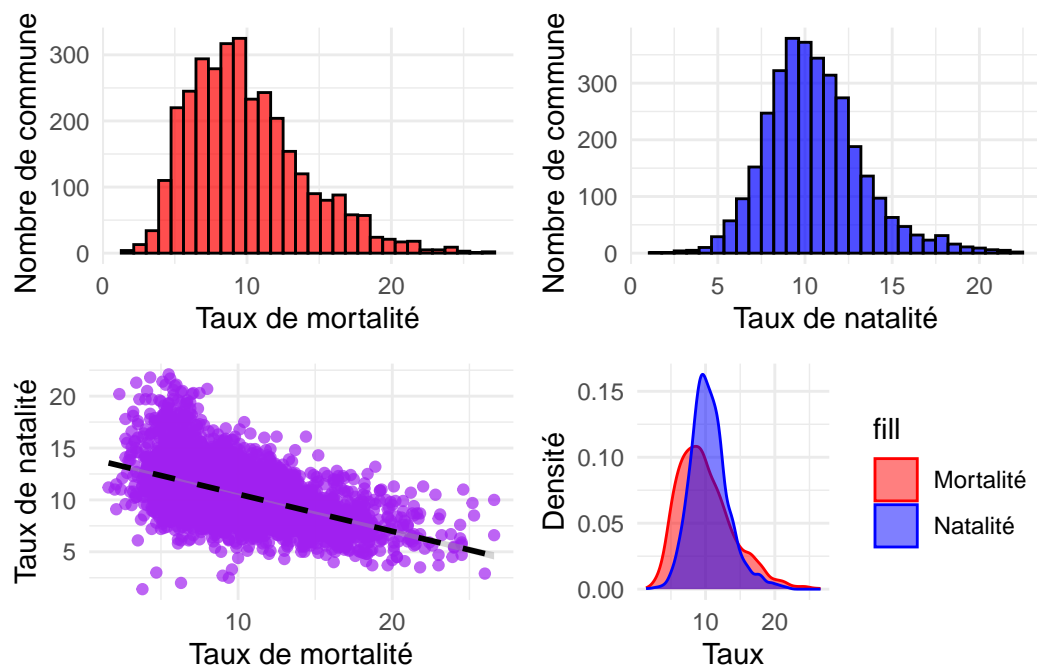 Nombre de commune
0
100
200
300
0
10
20
Taux de mortalité
Nombre de commune
0
100
200
300
0
5
10
15
20
Taux de natalité
Taux de natalité
5
10
15
20
10
20
Taux de mortalité
Densité
0.00
0.05
0.10
0.15
10
20
Taux
fill
Mortalité
Natalité